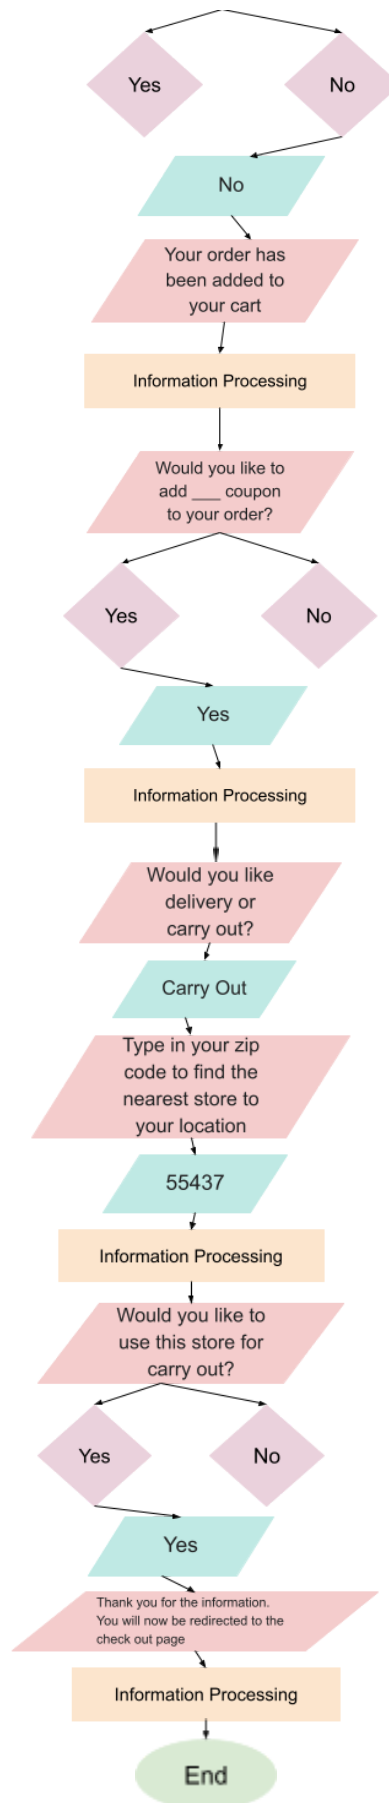 Yes
No
No
Your order has
been added to
your cart
Information Processing
Would you like to
add ___ coupon
to your order?
Yes
No
Yes
Information Processing
Would you like
delivery or
carry out?
Carry Out
Type in your zip
code to find the
nearest store to
your location
55437
Information Processing
Would you like to
use this store for
carry out?
Yes
No
Yes
Thank you for the information.
You will now be redirected to the
check out page
Information Processing
End